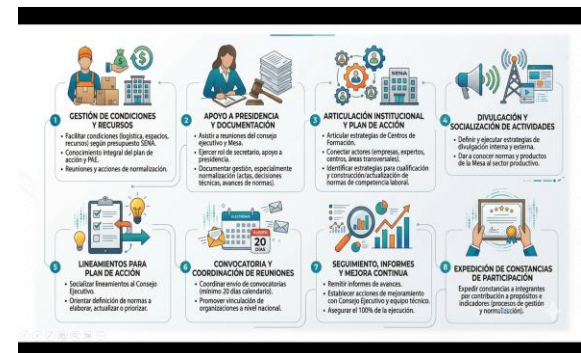 SENA
1
GESTIÓN DE CONDICIONES
Y RECURSOS
• Facilitar condiciones (logística, espacios,
recursos) según presupuesto SENA.
• Conocimiento integral del plan de
acción y PAE.
• Reuniones y acciones de normalización.
2
APOYO A PRESIDENCIA
Y DOCUMENTACIÓN
• Asistir a reuniones del consejo
ejecutivo y Mesa.
• Ejercer rol de secretario, apoyo a
presidencia.
• Documentar gestión, especialmente
normalización (actas, decisiones
técnicas, avances de normas).
3
ARTICULACIÓN INSTITUCIONAL
Y PLAN DE ACCIÓN
• Articular estrategias de Centros de
Formación.
• Conectar actores (empresas, expertos,
centros, áreas transversales).
• Identificar estrategias para cualificación
y construcción/actualización de
normas de competencia laboral.
4
DIVULGACIÓN Y
SOCIALIZACIÓN DE ACTIVIDADES
• Definir y ejecutar estrategias de
divulgación interna y externa.
• Dar a conocer normas y productos
de la Mesa al sector productivo.
5
LINEAMIENTOS PARA
PLAN DE ACCIÓN
• Socializar lineamientos al Consejo
Ejecutivo.
• Orientar definición de normas a
elaborar, actualizar o priorizar.
20
DÍAS
6
CONVOCATORIA Y
COORDINACIÓN DE REUNIONES
• Coordinar envío de convocatorias
(mínimo 20 días calendario).
• Promover vinculación de
organizaciones a nivel nacional.
7
SEGUIMIENTO, INFORMES
Y MEJORA CONTINUA
• Remitir informes de avances.
• Establecer acciones de mejoramiento
con Consejo Ejecutivo y equipo técnico.
• Asegurar el 100% de la ejecución.
8
EXPEDICIÓN DE CONSTANCIAS
DE PARTICIPACIÓN
Expedir constancias a integrantes
por contribución a propósitos e
indicadores (procesos de gestión
y normalización).